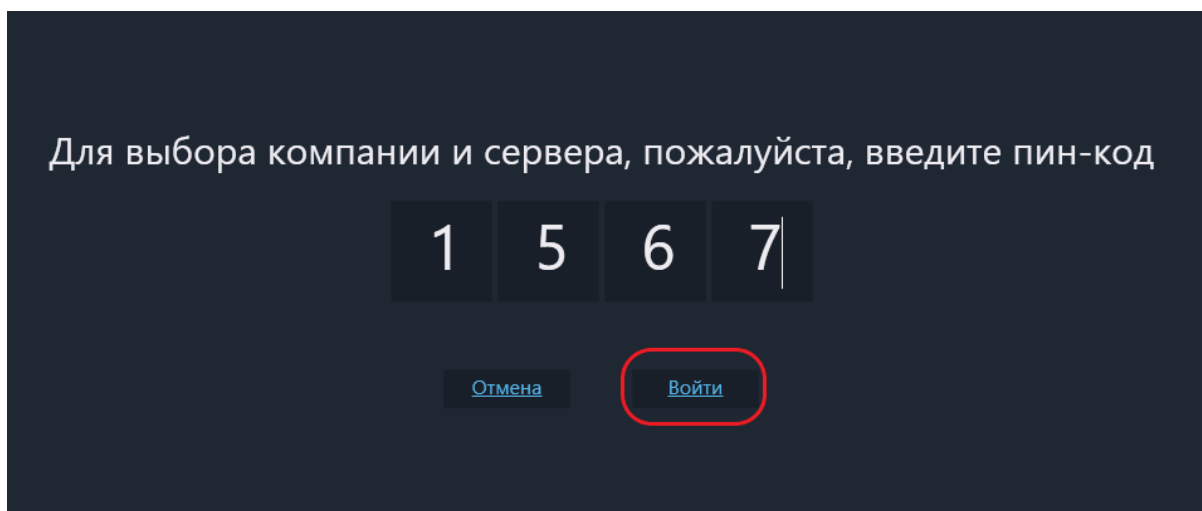 Для выбора компании и сервера, пожалуйста, введите пин-код
1 5 6 7
Отмена Войти